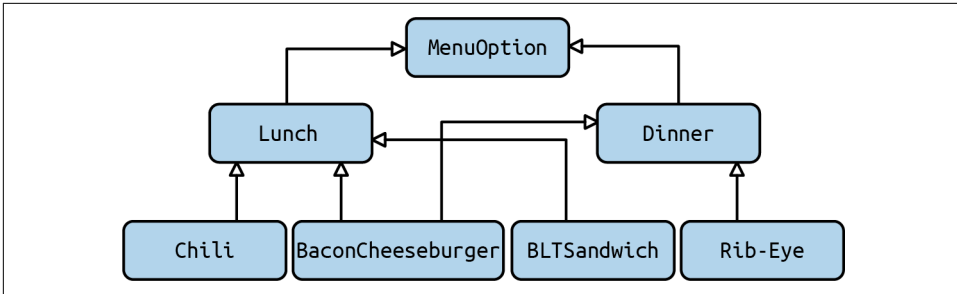 MenuOption
Lunch
Dinner
Chili
BaconCheeseburger
BLTSandwich
Rib-Eye